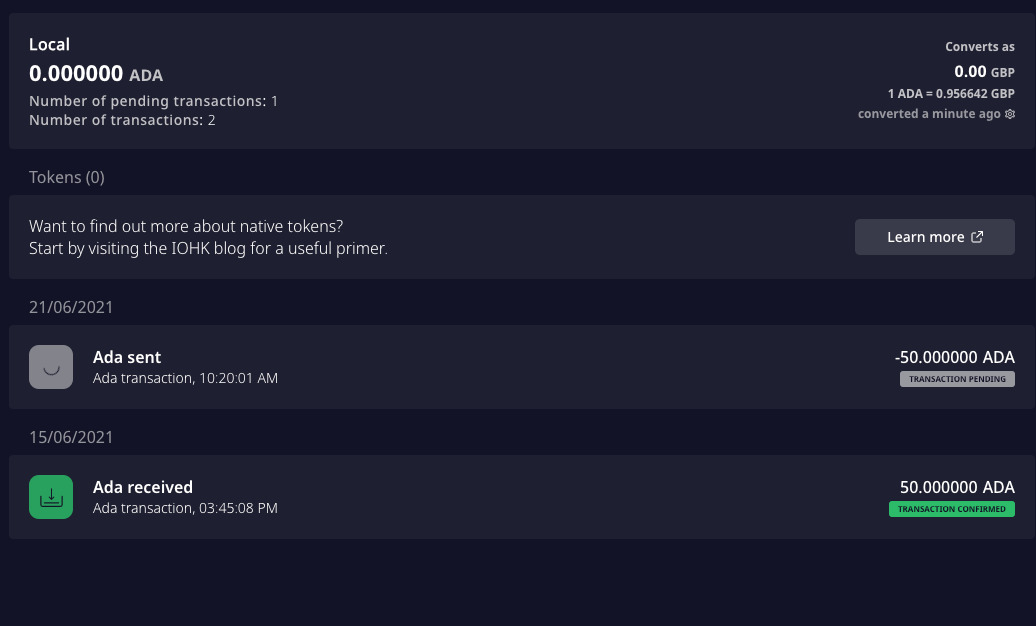 Local
0.000000 ADA
Number of pending transactions: 1
Number of transactions: 2
Converts as
0.00 GBP
1 ADA = 0.956642 GBP
converted a minute ago
Tokens (0)
Want to find out more about native tokens?
Start by visiting the IOHK blog for a useful primer.
Learn more
21/06/2021
Ada sent
Ada transaction, 10:20:01 AM
-50.000000 ADA
TRANSACTION PENDING
15/06/2021
Ada received
Ada transaction, 03:45:08 PM
50.000000 ADA
TRANSACTION CONFIRMED